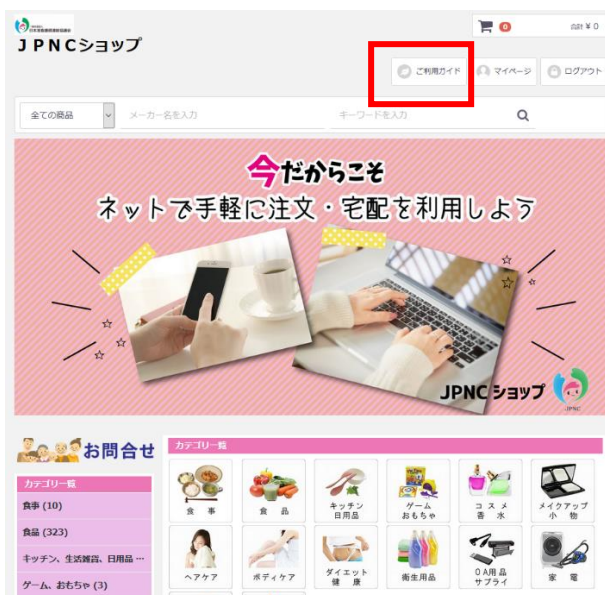 JPNCショップ
0
合計 ¥ 0
ご利用ガイド
マイページ
ログアウト
全ての商品
メーカー名を入力
キーワードを入力
今だからこそ
ネットで手軽に注文・宅配を利用しよう
JPNCショップ
JPNC
お問合せ
カテゴリ一覧
食事 (10)
食品 (323)
キッチン、生活雑貨、日用品 …
ゲーム、おもちゃ (3)
カテゴリ一覧
食 事
食 品
キッチン
日用品
ゲーム
おもちゃ
コ ス メ
香 水
メイクアップ
小 物
ヘアケア
ボディケア
ダイエット
健 康
衛生用品
OA用品
サプライ
家 電